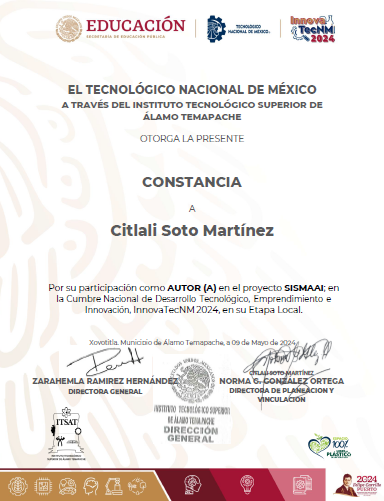 EDUCACIÓN
SECRETARÍA DE EDUCACIÓN PÚBLICA
TECNOLÓGICO
NACIONAL DE MÉXICO
InnovaTecNM
2024
EL TECNOLÓGICO NACIONAL DE MÉXICO
A TRAVÉS DEL INSTITUTO TECNOLÓGICO SUPERIOR DE
ÁLAMO TEMAPACHE
OTORGA LA PRESENTE
CONSTANCIA
A
Citlali Soto Martínez
Por su participación como AUTOR (A) en el proyecto SISMAAI; en
la Cumbre Nacional de Desarrollo Tecnológico, Emprendimiento e
Innovación, InnovaTecNM 2024, en su Etapa Local.
Xoyotitla, Municipio de Álamo Temapache, a 09 de Mayo de 2024
CITLALI SOTO MARTÍNEZ
ZARAHEMLA RAMIREZ HERNÁNDEZ
NORMA G. GONZÁLEZ ORTEGA
DIRECTORA GENERAL
DIRECTORA DE PLANEACIÓN Y
VINCULACIÓN
INSTITUTO TECNOLÓGICO SUPERIOR
DE ÁLAMO TEMAPACHE
DIRECCIÓN
GENERAL
ITSAT
100%
PLÁSTICO
2024
Felipe Carrillo
PUERTO